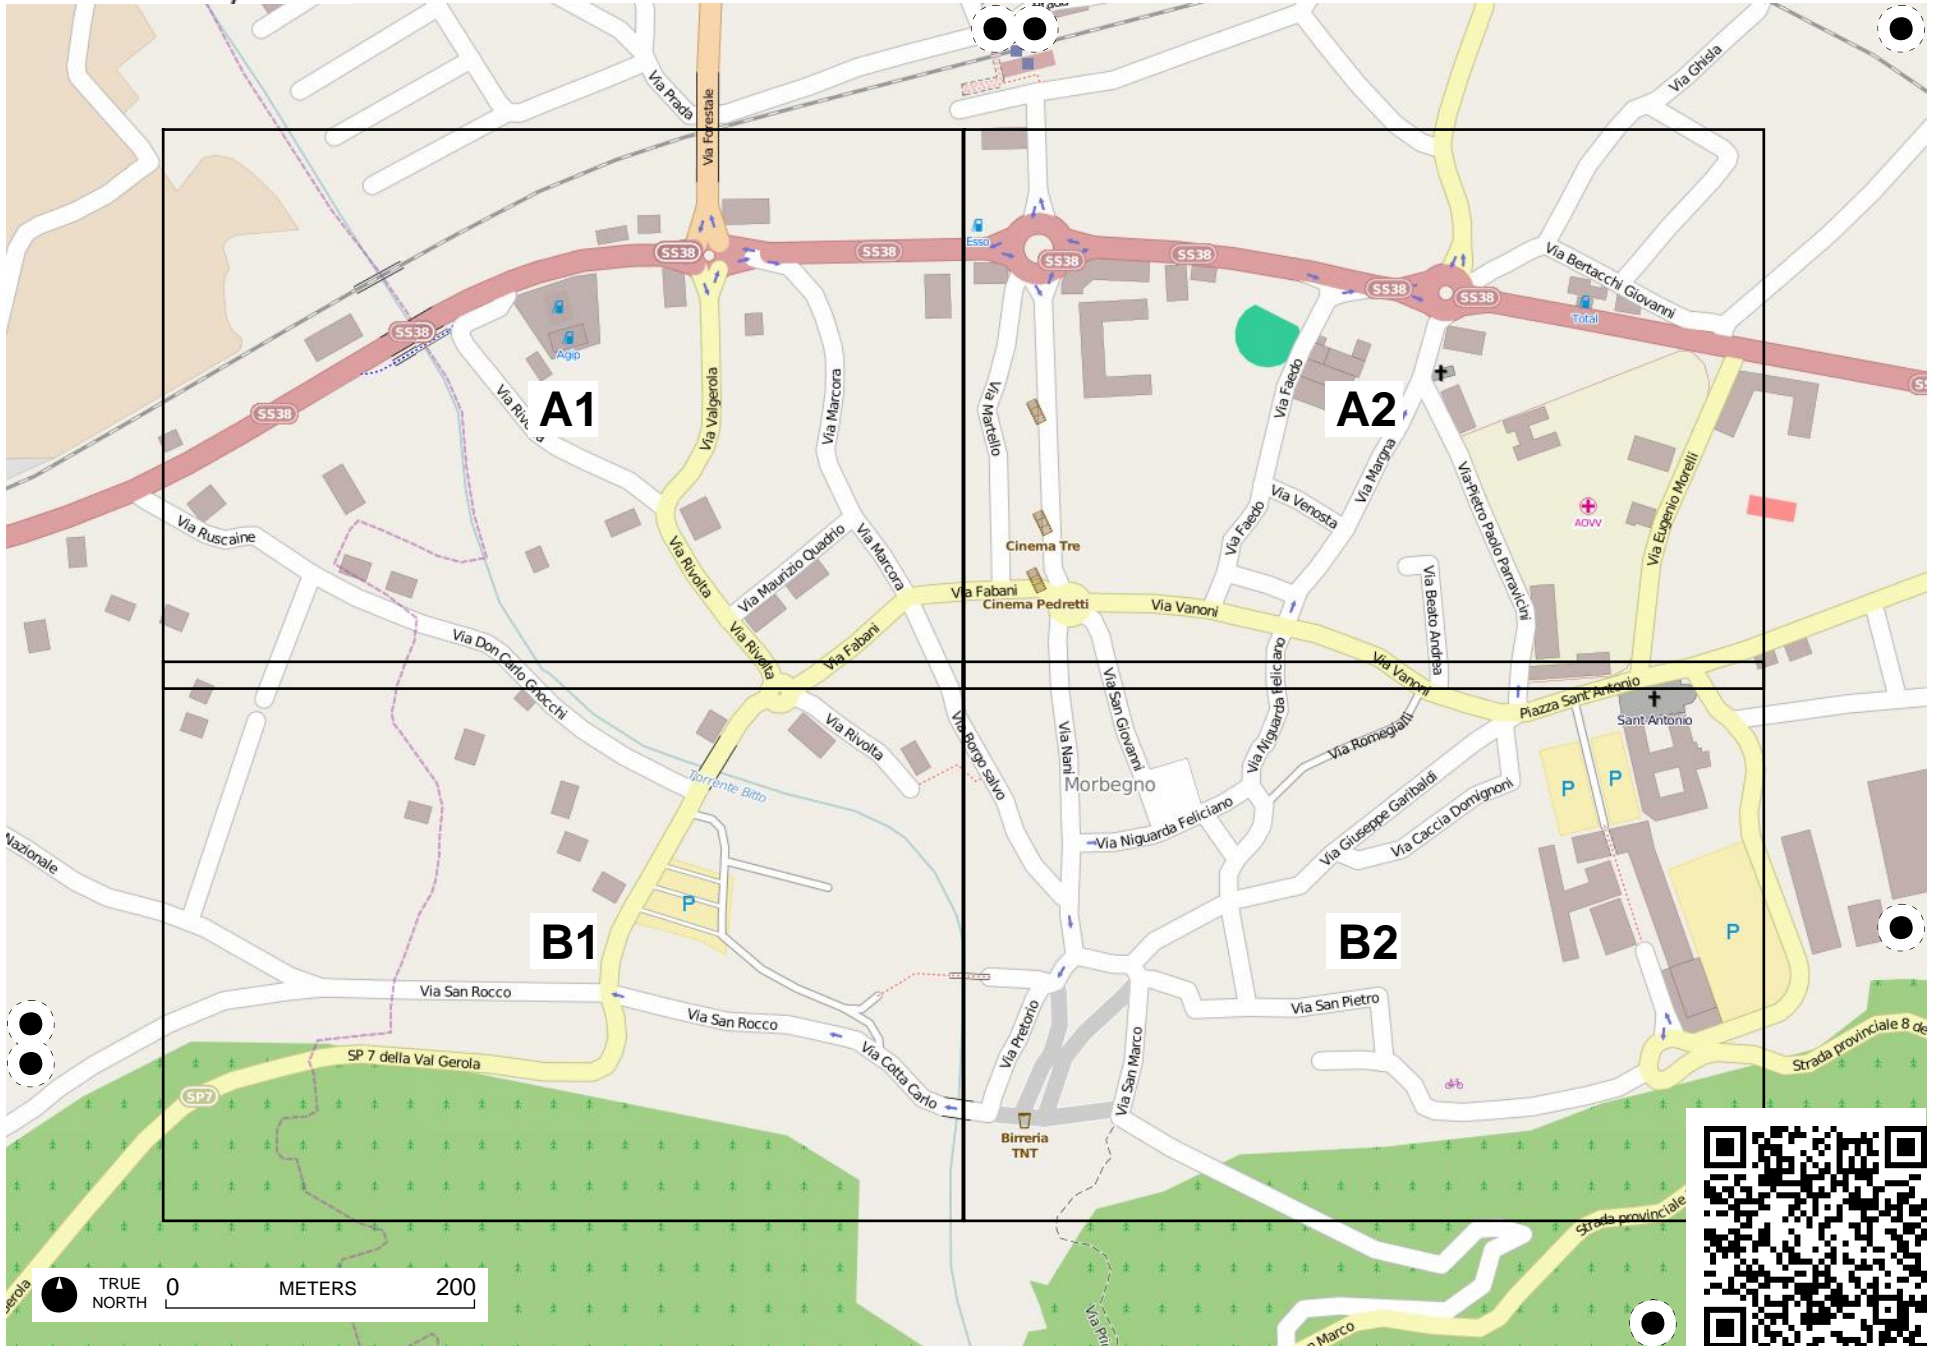 Via Prada
Via Forestale
Via Ghisla
Esso
SS38
SS38
SS38
SS38
SS38
SS38
SS38
SS38
Via Bertacchi Giovanni
Total
Agip
SS38
A1
A2
Via Valgerola
Via Marcora
Via Martello
Via Faedo
Via Margna
Via Venosta
Via Faedo
Via Pietro Paolo Parravicini
AOVV
Via Eugenio Morelli
Via Ruscaine
Via Rivolta
Via Maurizio Quadrio
Via Marcora
Cinema Tre
Via Fabani
Cinema Pedretti
Via Vanoni
Via Beato Andrea
Via Don Carlo Gnocchi
Via Rivolta
Via Fabani
Via San Giovanni
Via Niguarda Feliciano
Via Vanoni
Piazza Sant'Antonio
Sant'Antonio
Via Rivolta
Via Borgo Salvo
Via Nani
Via Romegialli
Torrente Bitto
Morbegno
Via Niguarda Feliciano
Via Giuseppe Garibaldi
Via Caccia Domignoni
P
P
Nazionale
P
P
B1
B2
Via San Rocco
Via San Rocco
Via San Pietro
Via Pretorio
Via San Marco
SP 7 della Val Gerola
SP7
Via Cotta Carlo
Strada provinciale 8 de
Birreria
TNT
Strada provinciale
TRUE
NORTH
0
METERS
200
Marco